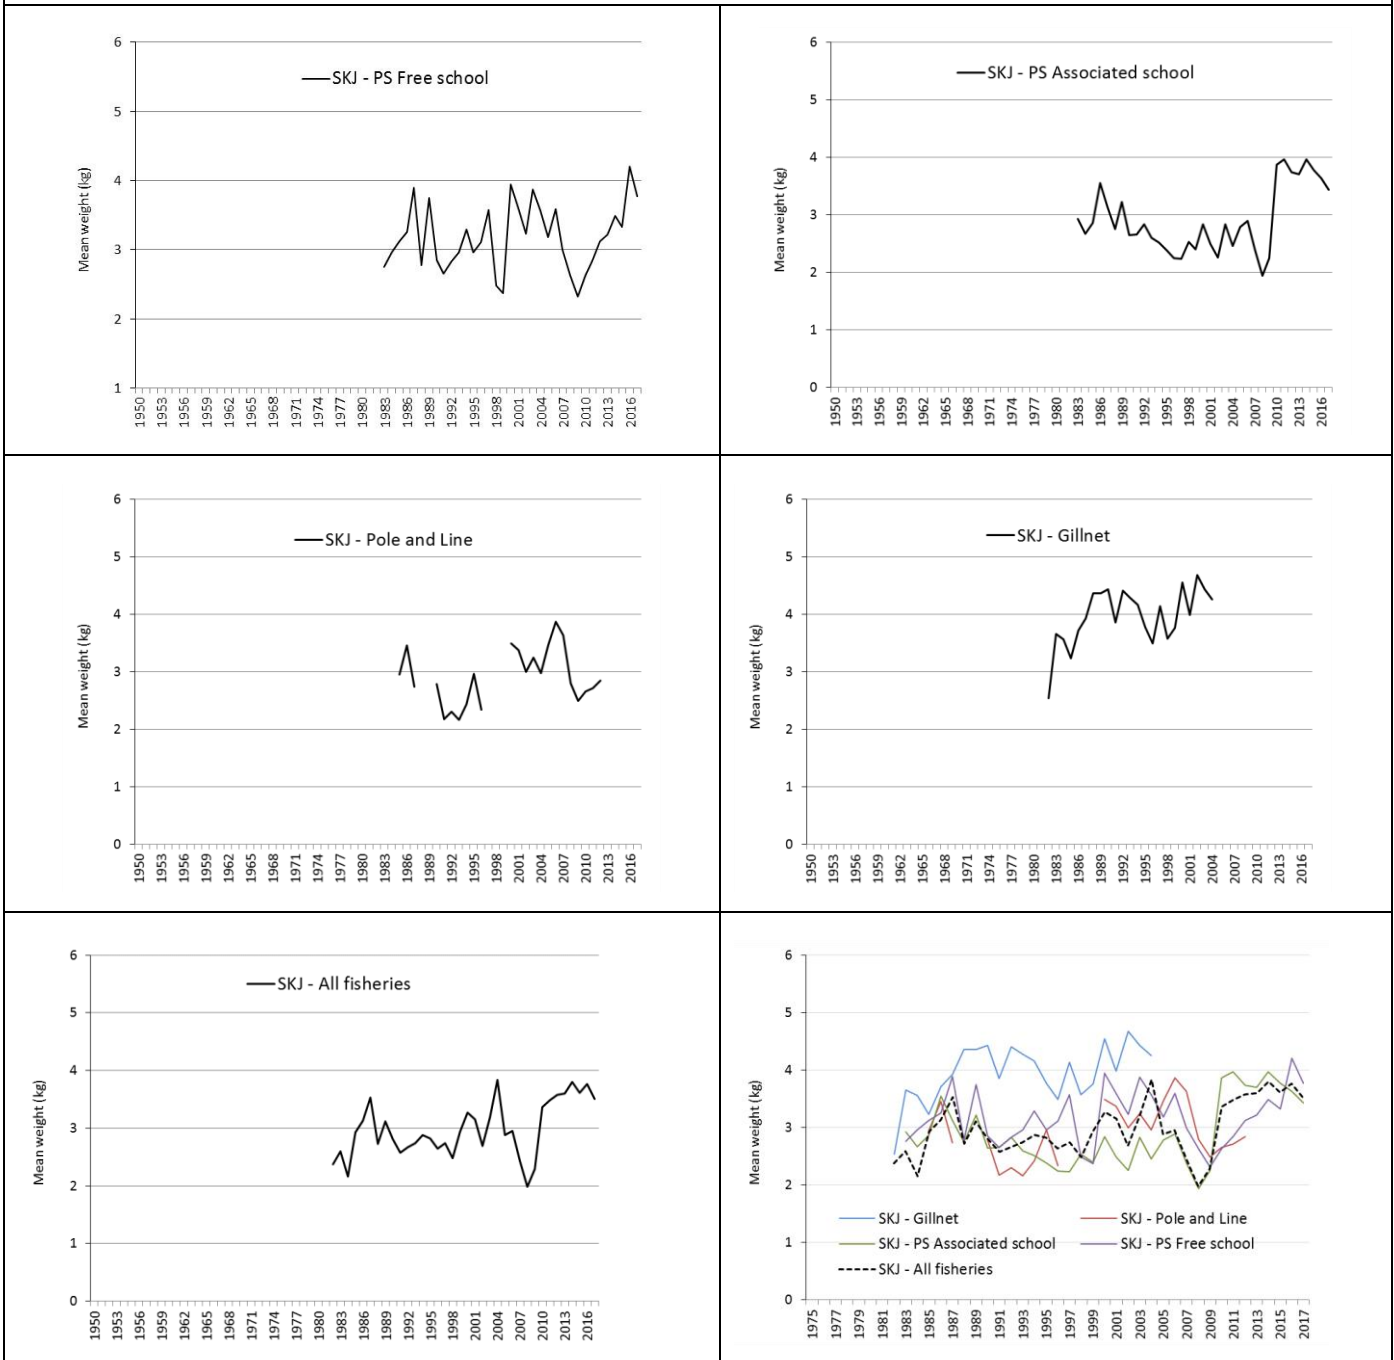 SKJ - PS Free school
Mean weight (kg)
6
5
4
3
2
1
1950 1953 1956 1959 1962 1965 1968 1971 1974 1977 1980 1983 1986 1989 1992 1995 1998 2001 2004 2007 2010 2013 2016
SKJ - PS Associated school
Mean weight (kg)
6
5
4
3
2
1
0
1950 1953 1956 1959 1962 1965 1968 1971 1974 1977 1980 1983 1986 1989 1992 1995 1998 2001 2004 2007 2010 2013 2016
SKJ - Pole and Line
Mean weight (kg)
6
5
4
3
2
1
0
1950 1953 1956 1959 1962 1965 1968 1971 1974 1977 1980 1983 1986 1989 1992 1995 1998 2001 2004 2007 2010 2013 2016
SKJ - Gillnet
Mean weight (kg)
6
5
4
3
2
1
0
1950 1953 1956 1959 1962 1965 1968 1971 1974 1977 1980 1983 1986 1989 1992 1995 1998 2001 2004 2007 2010 2013 2016
SKJ - All fisheries
Mean weight (kg)
6
5
4
3
2
1
0
1950 1953 1956 1959 1962 1965 1968 1971 1974 1977 1980 1983 1986 1989 1992 1995 1998 2001 2004 2007 2010 2013 2016
Mean weight (kg)
6
5
4
3
2
1
0
SKJ - Gillnet SKJ - Pole and Line
SKJ - PS Associated school SKJ - PS Free school
SKJ - All fisheries
1975 1977 1979 1981 1983 1985 1987 1989 1991 1993 1995 1997 1999 2001 2003 2005 2007 2009 2011 2013 2015 2017